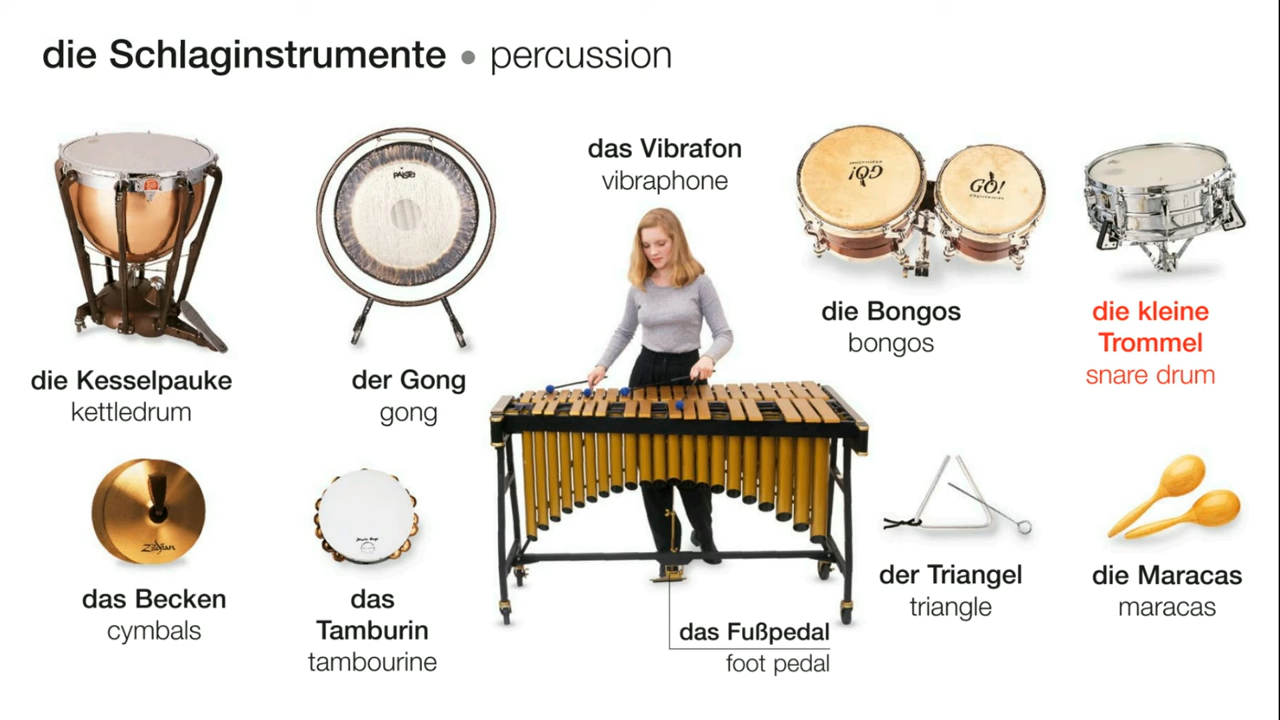 die Schlaginstrumente • percussion
das Vibrafon
vibraphone
PAiSTe
GO!
GO!
die Bongos
bongos
die kleine
Trommel
snare drum
die Kesselpauke
kettledrum
der Gong
gong
Zildjian
das Becken
cymbals
das
Tamburin
tambourine
der Triangel
triangle
die Maracas
maracas
das Fußpedal
foot pedal